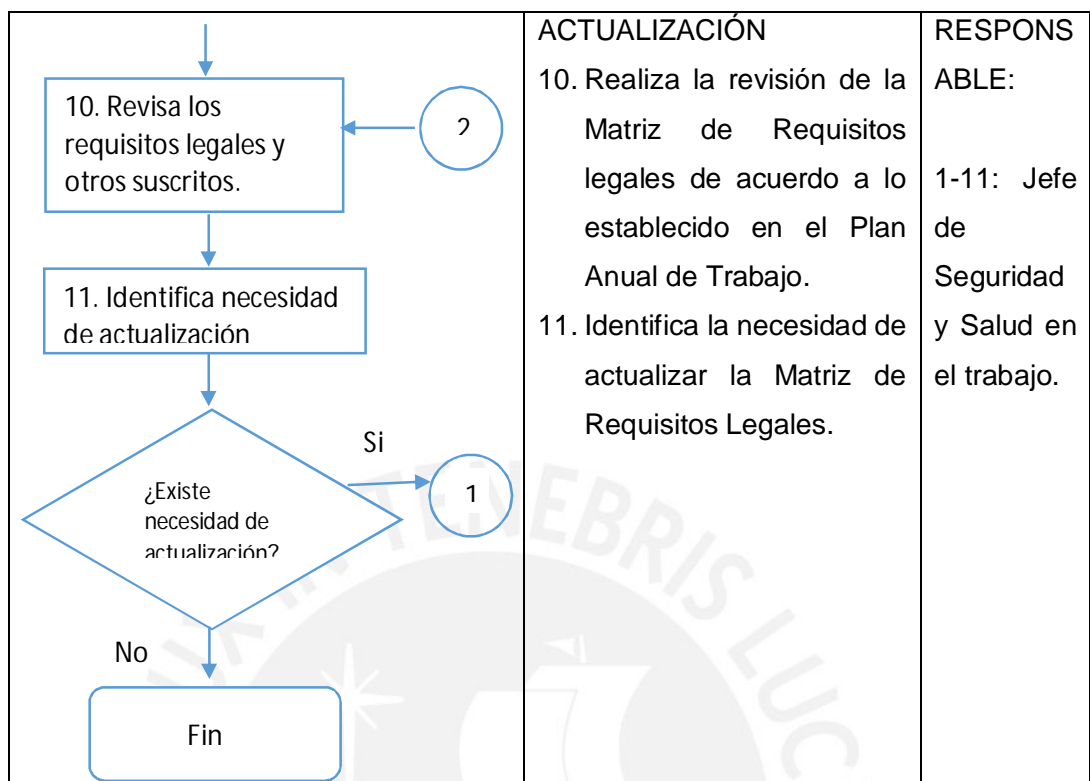 10. Revisa los
requisitos legales y
otros suscritos.
2
11. Identifica necesidad
de actualización
Si
¿Existe
necesidad de
actualización?
1
No
Fin
ACTUALIZACIÓN
10. Realiza la revisión de la
Matriz de Requisitos
legales de acuerdo a lo
establecido en el Plan
Anual de Trabajo.
11. Identifica la necesidad de
actualizar la Matriz de
Requisitos Legales.
RESPONS
ABLE:
1-11: Jefe
de
Seguridad
y Salud en
el trabajo.
TENEBRIS